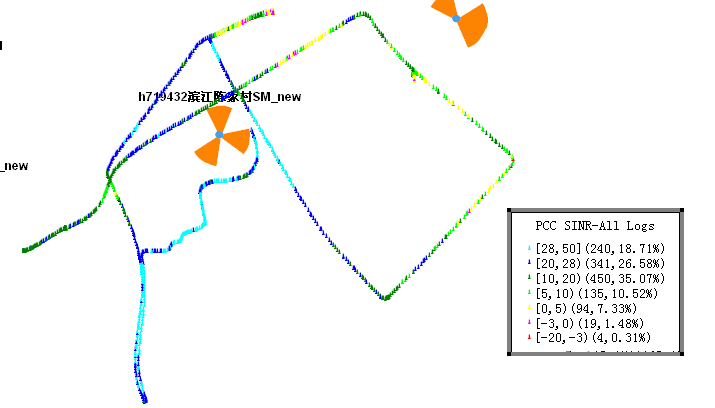 h719432滨江陈家村SM_new
_new
PCC SINR-All Logs
[28,50](240,18.71%)
[20,28)(341,26.58%)
[10,20)(450,35.07%)
[5,10)(135,10.52%)
[0,5)(94,7.33%)
[-3,0)(19,1.48%)
[-20,-3)(4,0.31%)